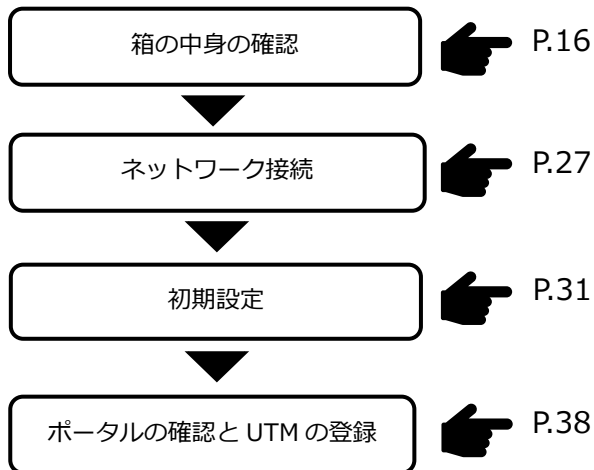 箱の中身の確認 P.16
ネットワーク接続 P.27
初期設定 P.31
ポータルの確認と UTM の登録 P.38